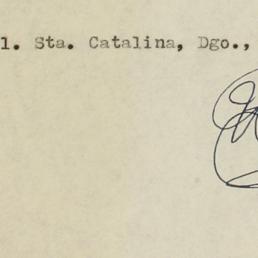 l. Sta. Catalina, Dgo.,